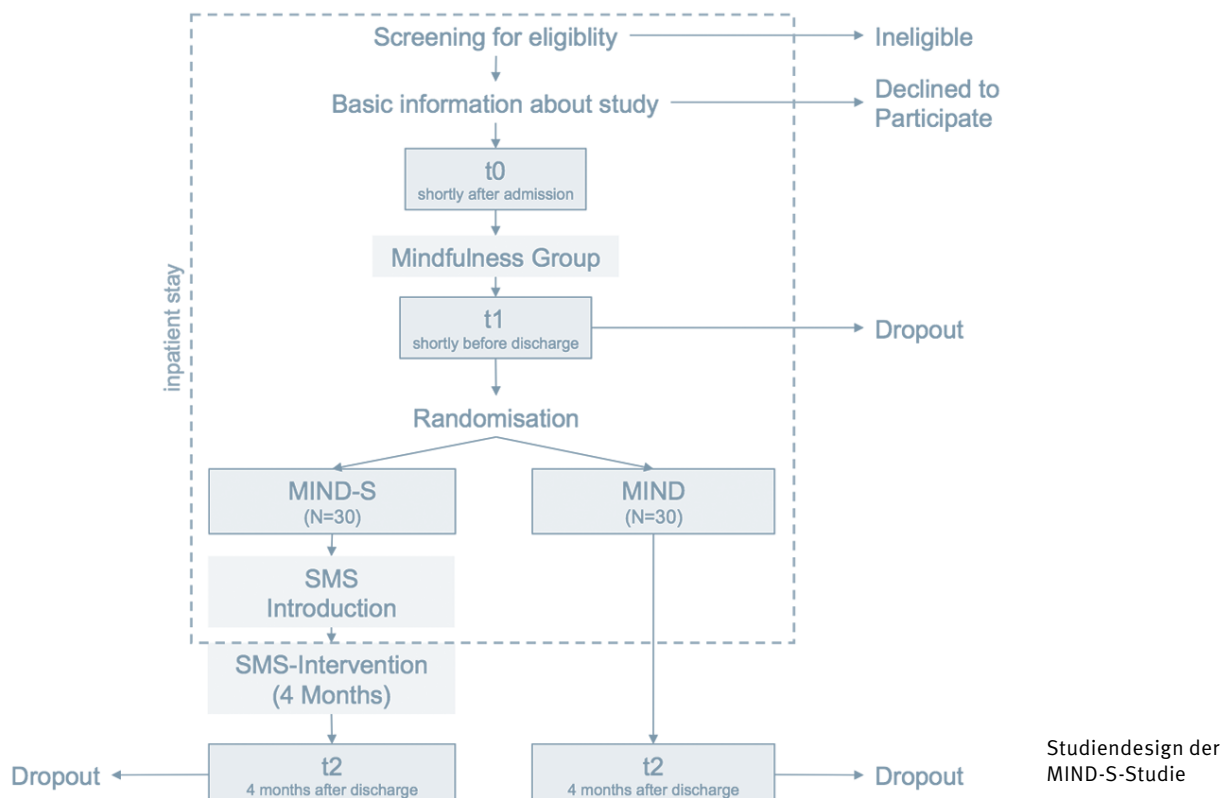 Screening for eligiblity
Ineligible
Basic information about study
Declined to
Participate
t0
shortly after admission
Mindfulness Group
inpatient stay
t1
shortly before discharge
Dropout
Randomisation
MIND-S
(N=30)
MIND
(N=30)
SMS
Introduction
SMS-Intervention
(4 Months)
Dropout
t2
4 months after discharge
t2
4 months after discharge
Dropout
Studiendesign der
MIND-S-Studie